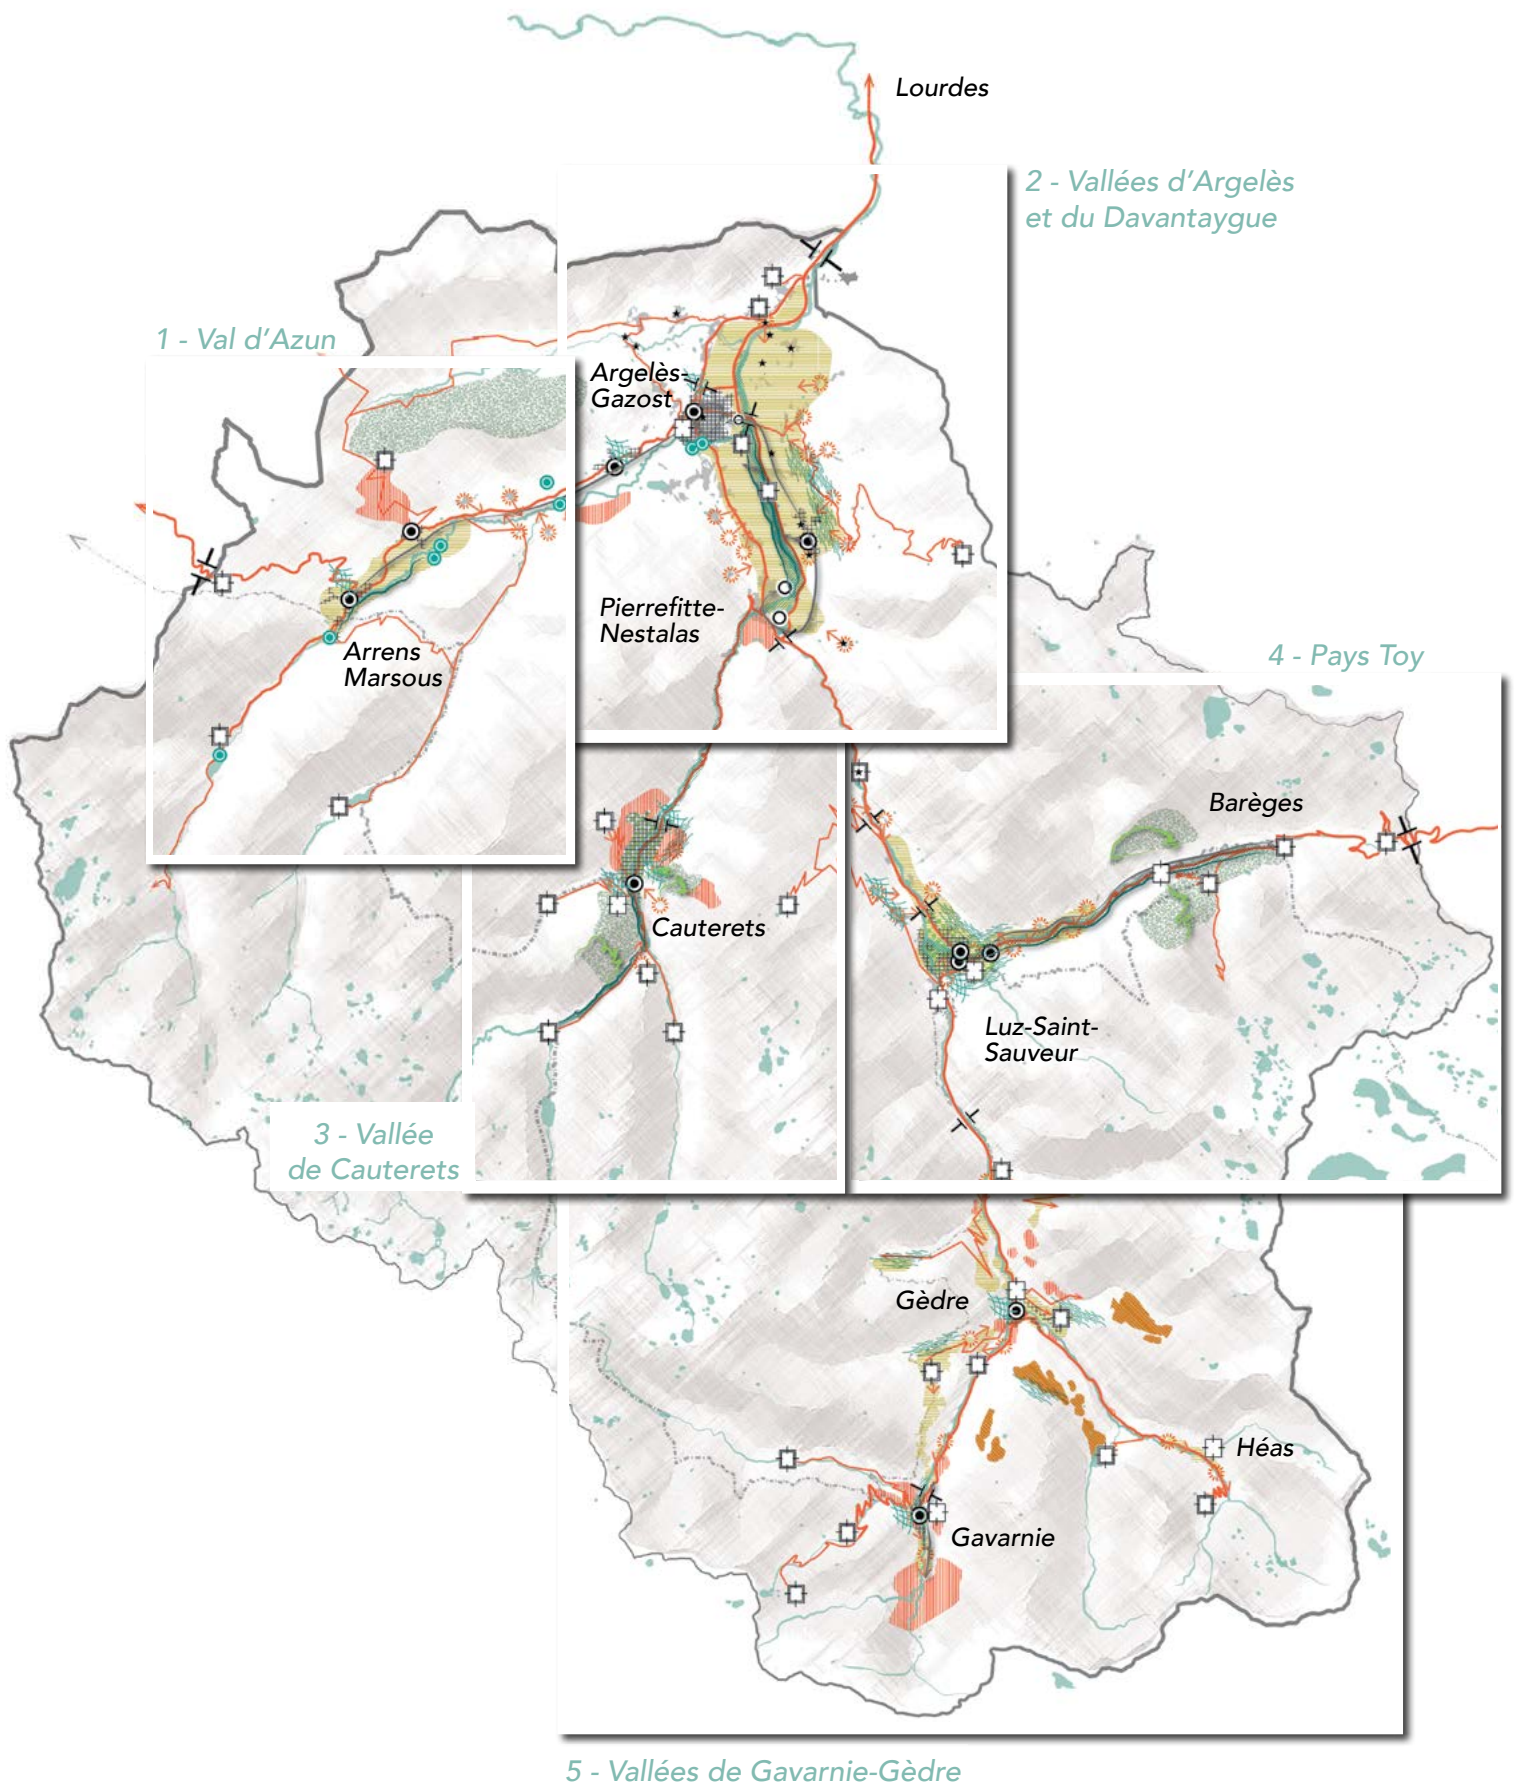 Lourdes
2 - Vallées d'Argelès
et du Davantaygue
1 - Val d'Azun
Argelès-
Gazost
Pierrefitte-
Nestalas
Arrens
Marsous
4 - Pays Toy
Barèges
Cauterets
Luz-Saint-
Sauveur
3 - Vallée
de Cauterets
Gèdre
Héas
Gavarnie
5 - Vallées de Gavarnie-Gèdre